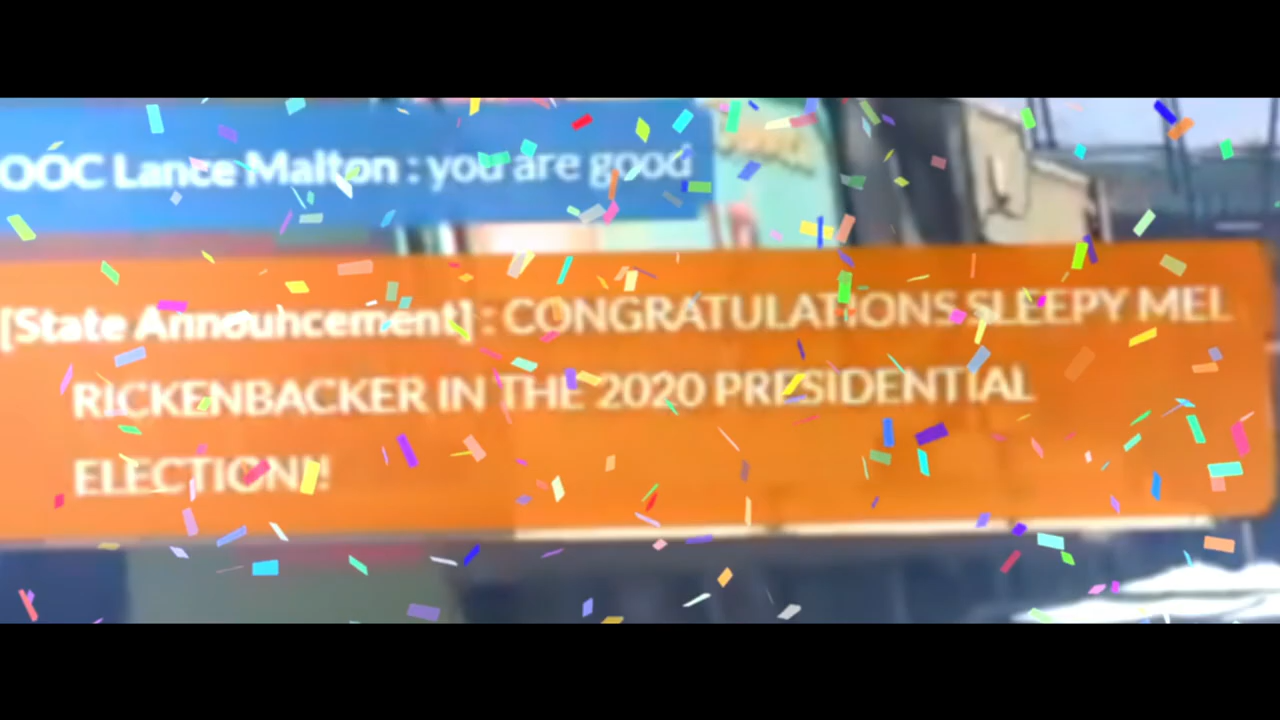 OOC Lance Malton : you are good
[State Announcement] : CONGRATULATIONS SLEEPY MEL
RICKENBACKER IN THE 2020 PRESIDENTIAL
ELECTION!!